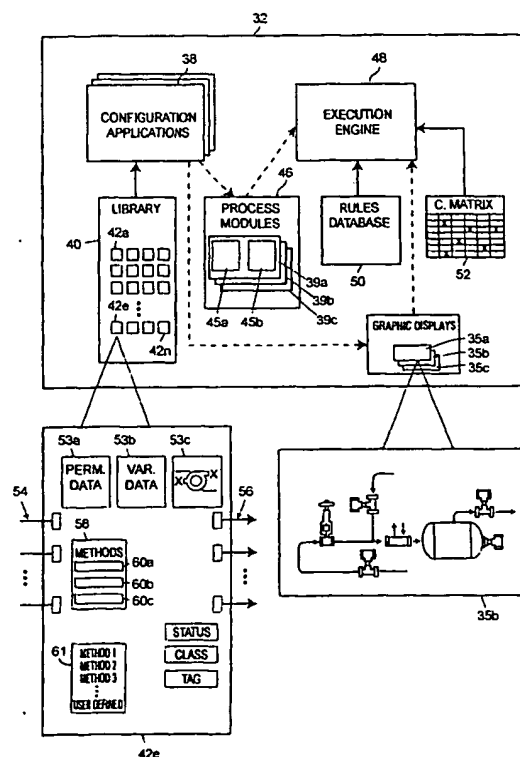 32
38
48
CONFIGURATION
APPLICATIONS
EXECUTION
ENGINE
46
LIBRARY
PROCESS
MODULES
RULES
DATABASE
C. MATRIX
40
42a
39a
39b
39c
50
52
42e
42n
45a
45b
GRAPHIC DISPLAYS
35a
35b
35c
53a
53b
53c
PERM.
DATA
VAR.
DATA
X
X
54
56
58
METHODS
60a
60b
60c
61
METHOD 1
METHOD 2
METHOD 3
USER DEFINED
STATUS
CLASS
TAG
35b
42e